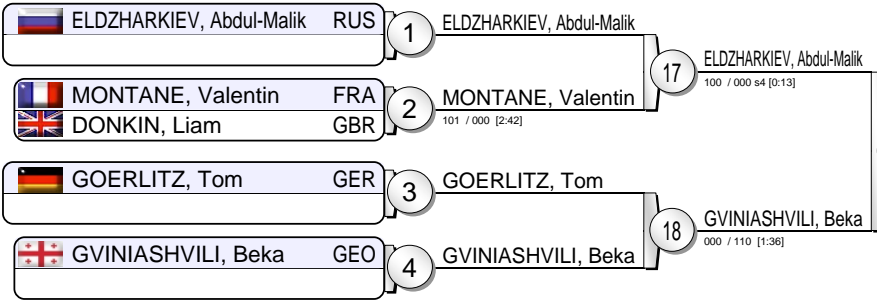 ELDZHARKIEV, Abdul-Malik RUS
1
ELDZHARKIEV, Abdul-Malik
17
ELDZHARKIEV, Abdul-Malik
100 / 000 s4 [0:13]
MONTANE, Valentin FRA
DONKIN, Liam GBR
2
MONTANE, Valentin
101 / 000 [2:42]
GOERLITZ, Tom GER
3
GOERLITZ, Tom
18
GVINIASHVILI, Beka
000 / 110 [1:36]
GVINIASHVILI, Beka GEO
4
GVINIASHVILI, Beka